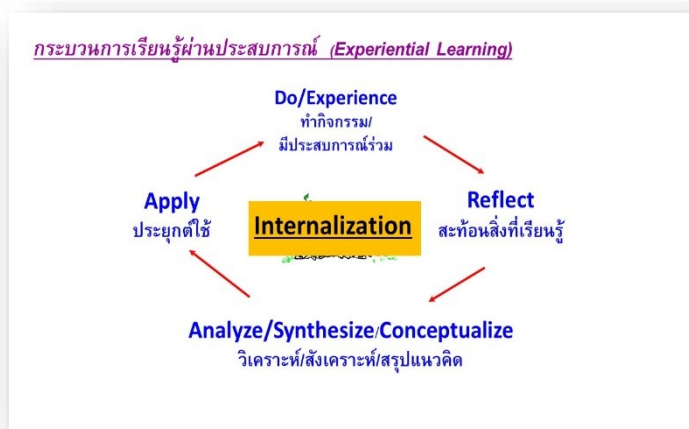 กระบวนการเรียนรู้ผ่านประสบการณ์ (Experiential Learning)
Do/Experience
ทำกิจกรรม/
มีประสบการณ์ร่วม
Apply
ประยุกต์ใช้
Internalization
Reflect
สะท้อนสิ่งที่เรียนรู้
Analyze/Synthesize/Conceptualize
วิเคราะห์/สังเคราะห์/สรุปแนวคิด